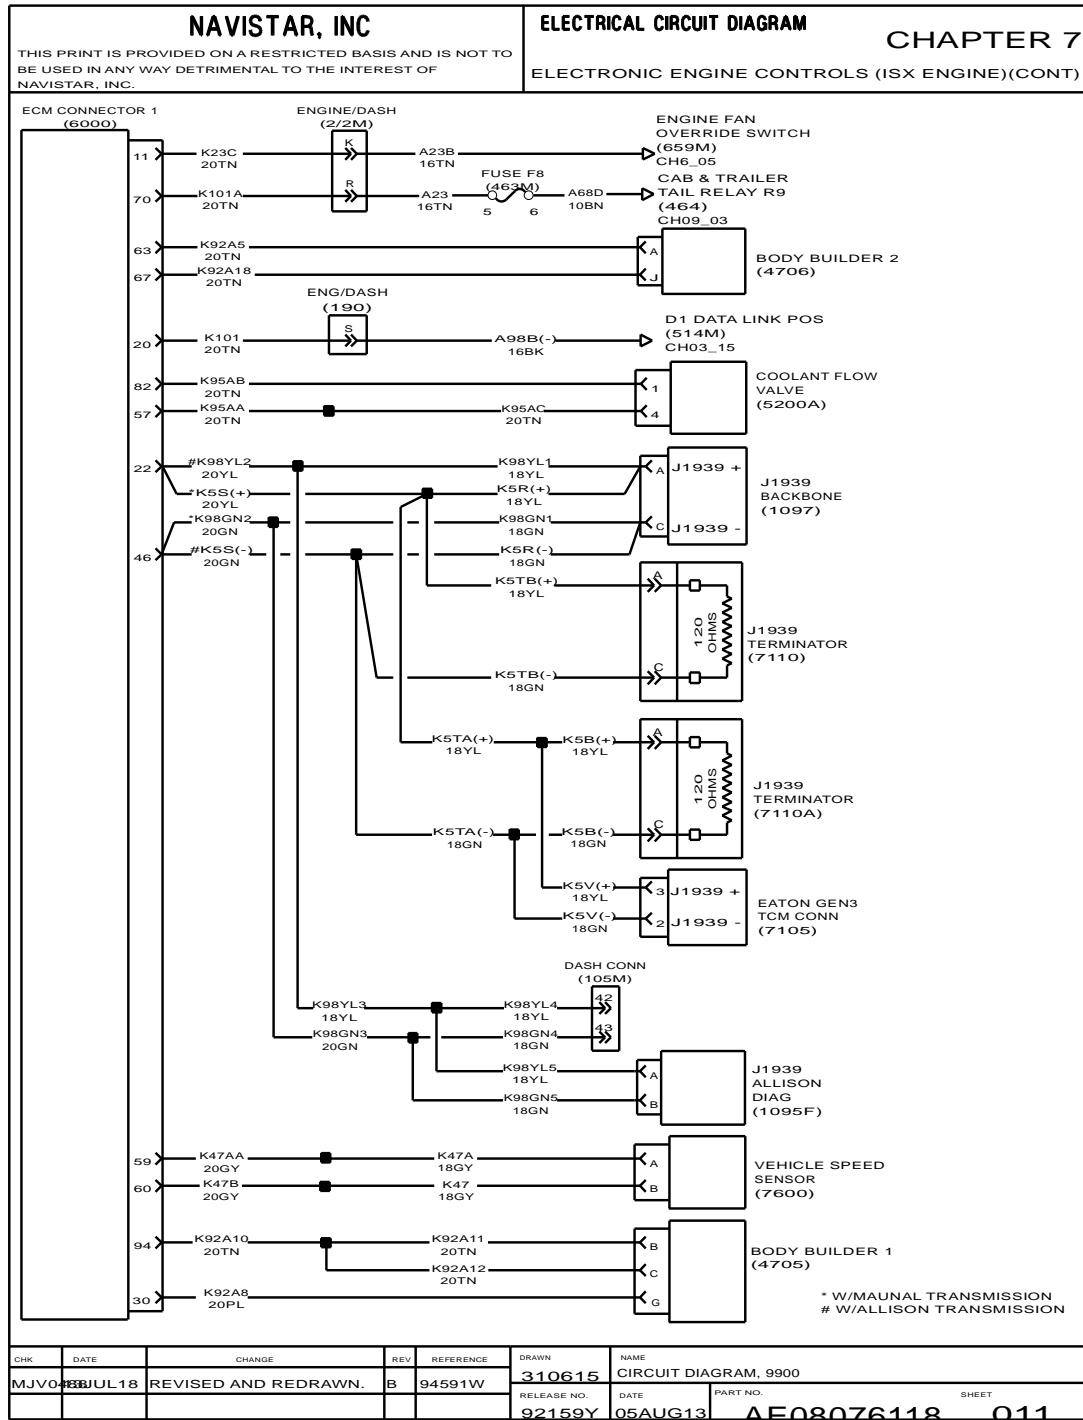 NAVISTAR, INC
THIS PRINT IS PROVIDED ON A RESTRICTED BASIS AND IS NOT TO
BE USED IN ANY WAY DETRIMENTAL TO THE INTEREST OF
NAVISTAR, INC.
ELECTRICAL CIRCUIT DIAGRAM
CHAPTER 7
ELECTRONIC ENGINE CONTROLS (ISX ENGINE)(CONT)
ECM CONNECTOR 1
(6000)
ENGINE/DASH
(2/2M)
11
K23C
20TN
K
A23B
16TN
ENGINE FAN
OVERRIDE SWITCH
(659M)
CH6_05
70
K101A
20TN
R
A23
16TN
FUSE F8
(463M)
5 6
A68D
10BN
CAB & TRAILER
TAIL RELAY R9
(464)
CH09_03
63
K92A5
20TN
A
67
K92A18
20TN
J
BODY BUILDER 2
(4706)
ENG/DASH
(190)
20
K101
20TN
S
A98B(-)
16BK
D1 DATA LINK POS
(514M)
CH03_15
82
K95AB
20TN
1
57
K95AA
20TN
K95AC
20TN
4
COOLANT FLOW
VALVE
(5200A)
22
#K98YL2
20YL
K98YL1
18YL
A
J1939 +
*K5S(+)
20YL
K5R(+)
18YL
*K98GN2
20GN
K98GN1
18GN
C
J1939 -
46
#K5S(-)
20GN
K5R(-)
18GN
J1939
BACKBONE
(1097)
K5TB(+)
18YL
A
120
OHMS
K5TB(-)
18GN
C
J1939
TERMINATOR
(7110)
K5TA(+)
18YL
K5B(+)
18YL
A
120
OHMS
K5TA(-)
18GN
K5B(-)
18GN
C
J1939
TERMINATOR
(7110A)
K5V(+)
18YL
3
J1939 +
K5V(-)
18GN
2
J1939 -
EATON GEN3
TCM CONN
(7105)
DASH CONN
(105M)
K98YL3
18YL
K98YL4
18YL
42
K98GN3
20GN
K98GN4
18GN
43
K98YL5
18YL
A
K98GN5
18GN
B
J1939
ALLISON
DIAG
(1095F)
59
K47AA
20GY
K47A
18GY
A
60
K47B
20GY
K47
18GY
B
VEHICLE SPEED
SENSOR
(7600)
94
K92A10
20TN
K92A11
20TN
B
K92A12
20TN
C
30
K92A8
20PL
G
BODY BUILDER 1
(4705)
* W/MAUNAL TRANSMISSION
# W/ALLISON TRANSMISSION
CHK DATE CHANGE REV REFERENCE
JUL18 REVISED AND REDRAWN. B 94591W
DRAWN
310615
NAME
CIRCUIT DIAGRAM, 9900
RELEASE NO.
92159Y
DATE
05AUG13
PART NO.
AE08076118
SHEET
011